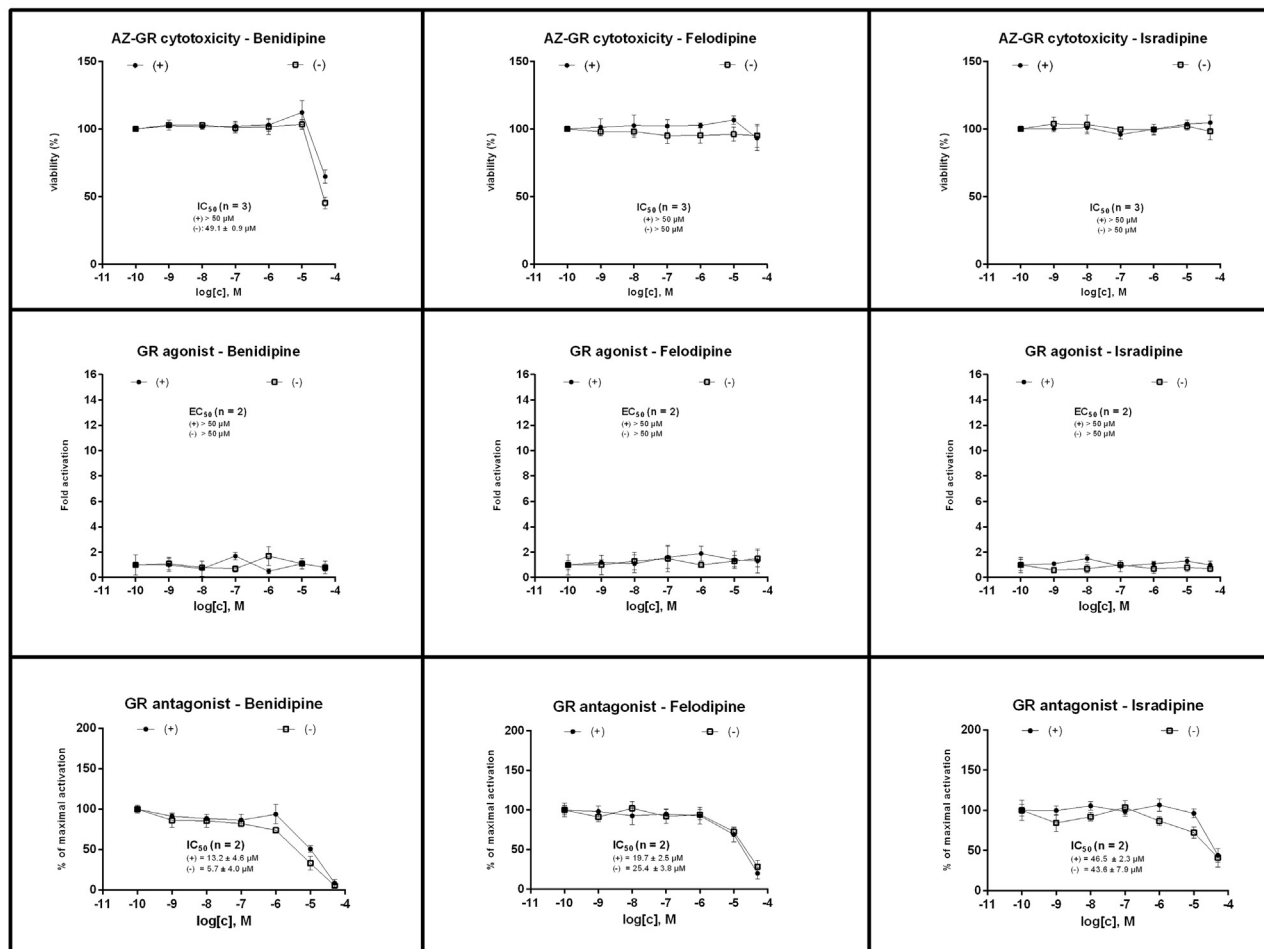 AZ-GR cytotoxicity - Benidipine
(+) (-)
150
100
50
0
viability (%)
IC50 (n = 3)
(+) > 50 µM
(-): 49.1 ± 0.9 µM
-11 -10 -9 -8 -7 -6 -5 -4
log[c], M
AZ-GR cytotoxicity - Felodipine
(+) (-)
150
100
50
0
viability (%)
IC50 (n = 3)
(+) > 50 µM
(-) > 50 µM
-11 -10 -9 -8 -7 -6 -5 -4
log[c], M
AZ-GR cytotoxicity - Isradipine
(+) (-)
150
100
50
0
viability (%)
IC50 (n = 3)
(+) > 50 µM
(-) > 50 µM
-11 -10 -9 -8 -7 -6 -5 -4
log[c], M
GR agonist - Benidipine
(+) (-)
16
14
12
10
8
6
4
2
0
Fold activation
EC50 (n = 2)
(+) > 50 µM
(-) > 50 µM
-11 -10 -9 -8 -7 -6 -5 -4
log[c], M
GR agonist - Felodipine
(+) (-)
16
14
12
10
8
6
4
2
0
Fold activation
EC50 (n = 2)
(+) > 50 µM
(-) > 50 µM
-11 -10 -9 -8 -7 -6 -5 -4
log[c], M
GR agonist - Isradipine
(+) (-)
16
14
12
10
8
6
4
2
0
Fold activation
EC50 (n = 2)
(+) > 50 µM
(-) > 50 µM
-11 -10 -9 -8 -7 -6 -5 -4
log[c], M
GR antagonist - Benidipine
(+) (-)
200
150
100
50
0
% of maximal activation
IC50 (n = 2)
(+) = 13.2 ± 4.6 µM
(-) = 5.7 ± 4.0 µM
-11 -10 -9 -8 -7 -6 -5 -4
log[c], M
GR antagonist - Felodipine
(+) (-)
200
150
100
50
0
% of maximal activation
IC50 (n = 2)
(+) = 19.7 ± 2.5 µM
(-) = 25.4 ± 3.8 µM
-11 -10 -9 -8 -7 -6 -5 -4
log[c], M
GR antagonist - Isradipine
(+) (-)
200
150
100
50
0
% of maximal activation
IC50 (n = 2)
(+) = 46.5 ± 2.3 µM
(-) = 43.6 ± 7.9 µM
-11 -10 -9 -8 -7 -6 -5 -4
log[c], M